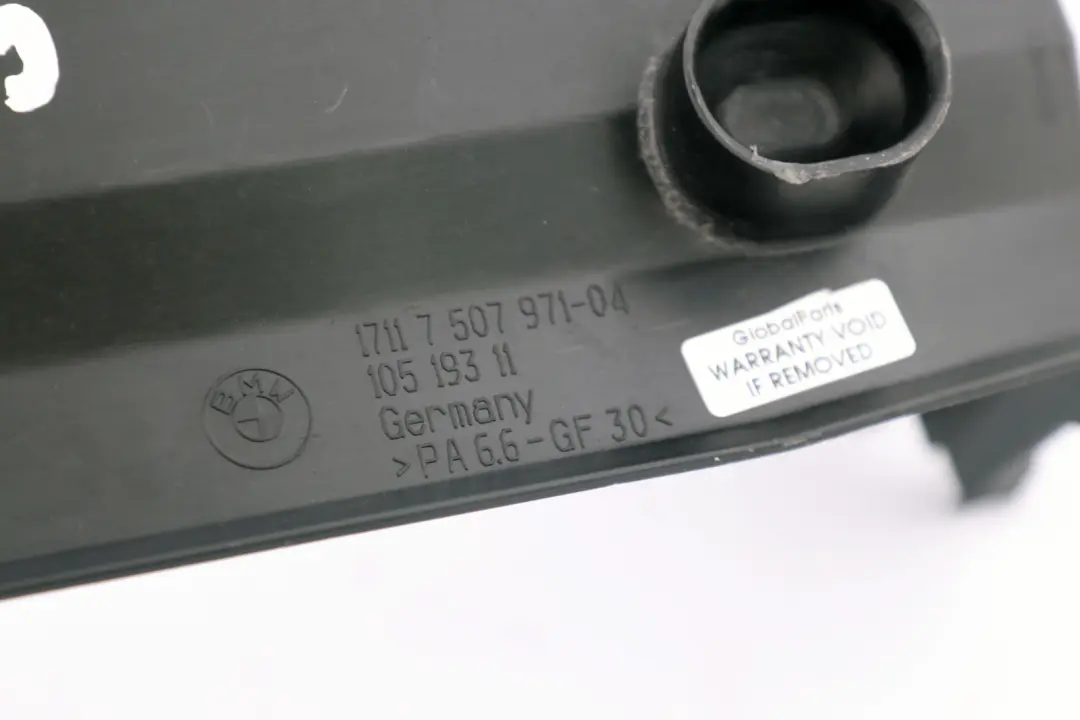 1711 7 507 971-04
105 193 11
Germany
>PA 6.6-GF 30<
BMW
GlobalParts
WARRANTY VOID
IF REMOVED